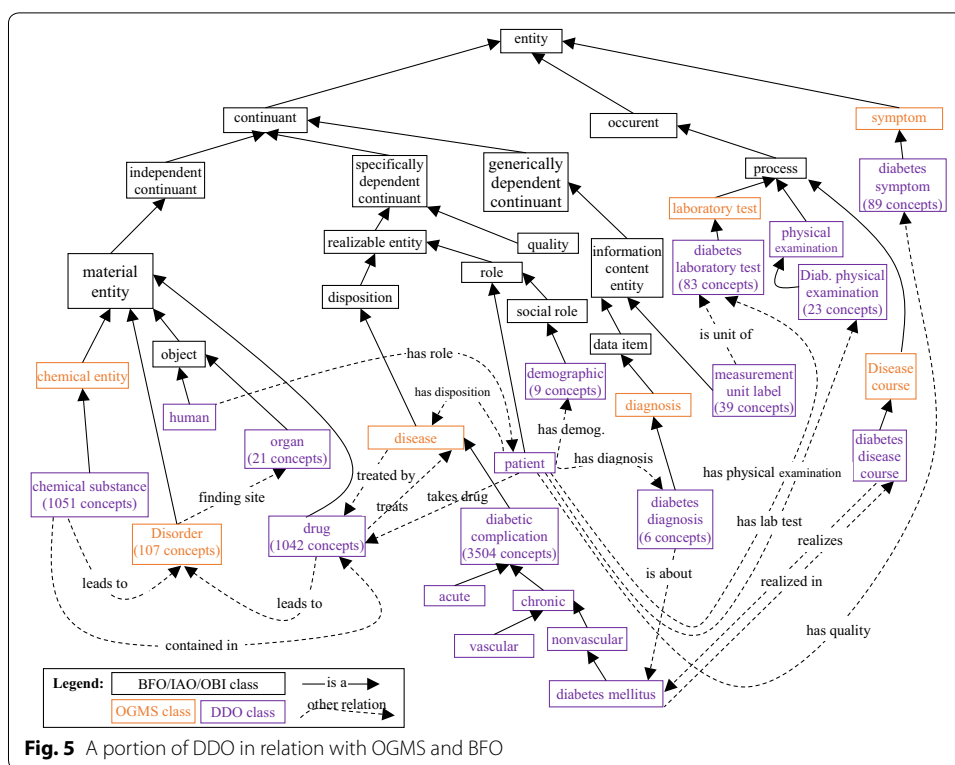 entity
continuant
occurent
symptom
independent
continuant
specifically
dependent
continuant
generically
dependent
continuant
process
diabetes
symptom
(89 concepts)
laboratory test
physical
examination
realizable entity
quality
information
content
entity
diabetes
laboratory test
(83 concepts)
Diab. physical
examination
(23 concepts)
material
entity
role
disposition
social role
is unit of
object
data item
has role
chemical entity
demographic
(9 concepts)
measurement
unit label
(39 concepts)
Disease
course
human
has disposition
diagnosis
organ
(21 concepts)
disease
has demog.
diabetes
disease
course
patient
has diagnosis
chemical substance
(1051 concepts)
finding site
treated by
has physical examination
treats
takes drug
diabetes
diagnosis
(6 concepts)
Disorder
(107 concepts)
drug
(1042 concepts)
diabetic
complication
(3504 concepts)
has lab test
realizes
leads to
leads to
is about
realized in
acute
chronic
has quality
contained in
vascular
nonvascular
diabetes mellitus
Legend:
BFO/IAO/OBI class
is a
OGMS class
DDO class
other relation
Fig. 5 A portion of DDO in relation with OGMS and BFO